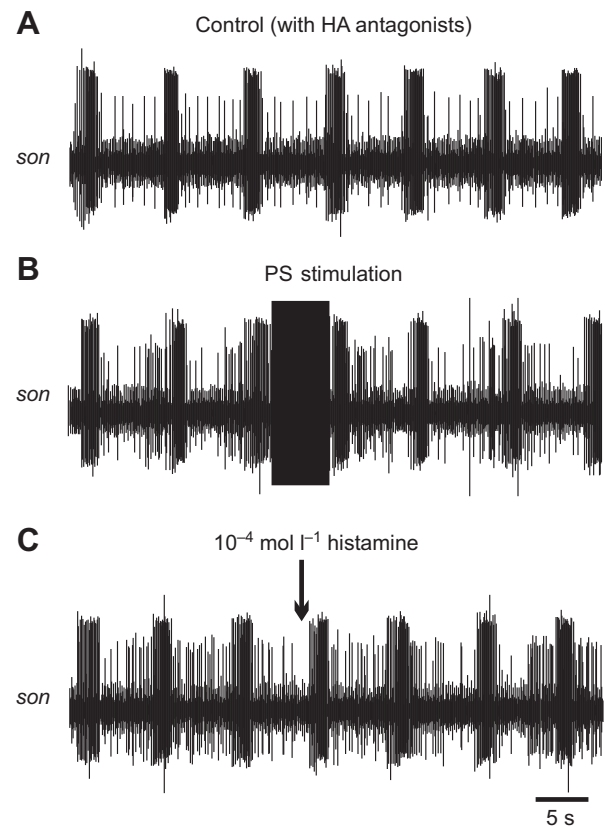 A
Control (with HA antagonists)
son
B
PS stimulation
son
C
10⁻⁴ mol l⁻¹ histamine
son
5 s